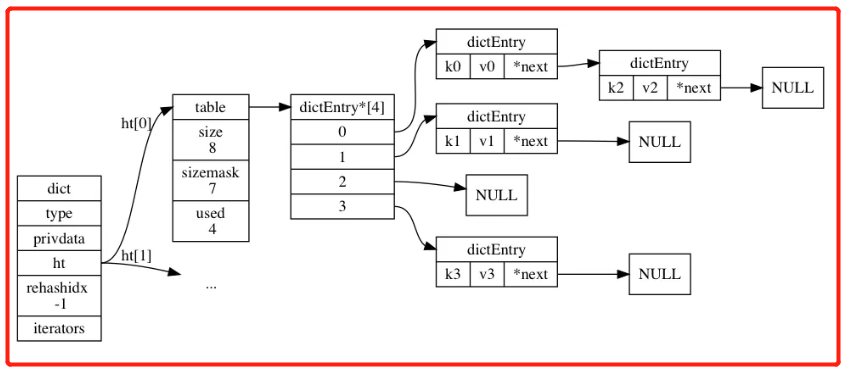 dict
type
privdata
ht
rehashidx
-1
iterators
ht[0]
ht[1]
table
size
8
sizemask
7
used
4
...
dictEntry*[4]
0
1
2
3
dictEntry
k0 v0 *next
dictEntry
k2 v2 *next
NULL
dictEntry
k1 v1 *next
NULL
NULL
dictEntry
k3 v3 *next
NULL